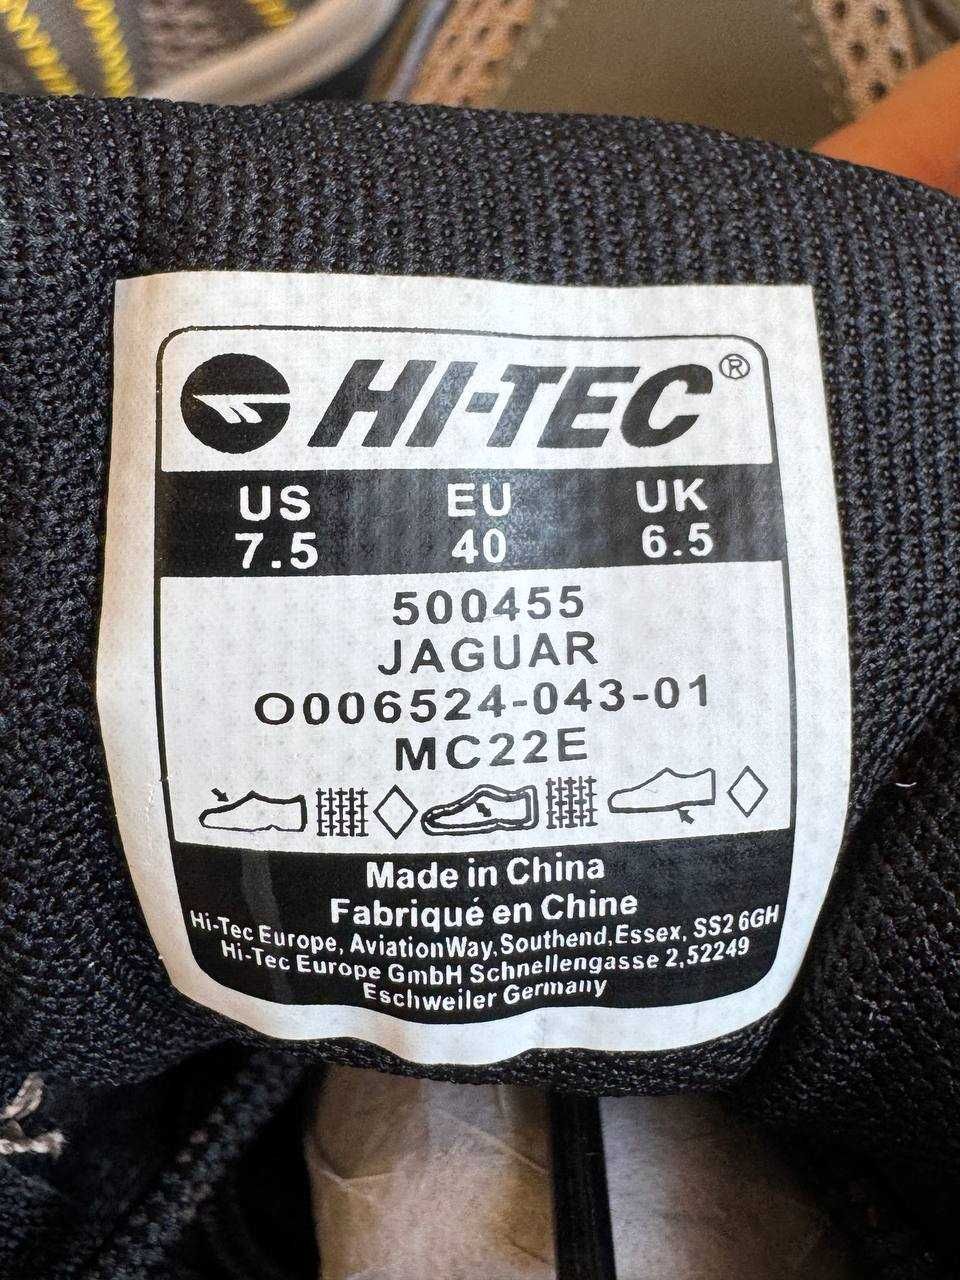 HI-TEC®
US EU UK
7.5 40 6.5
500455
JAGUAR
O006524-043-01
MC22E
Made in China
Fabriqué en Chine
Hi-Tec Europe, AviationWay, Southend, Essex, SS2 6GH
Hi-Tec Europe GmbH Schnellengasse 2,52249
Eschweiler Germany